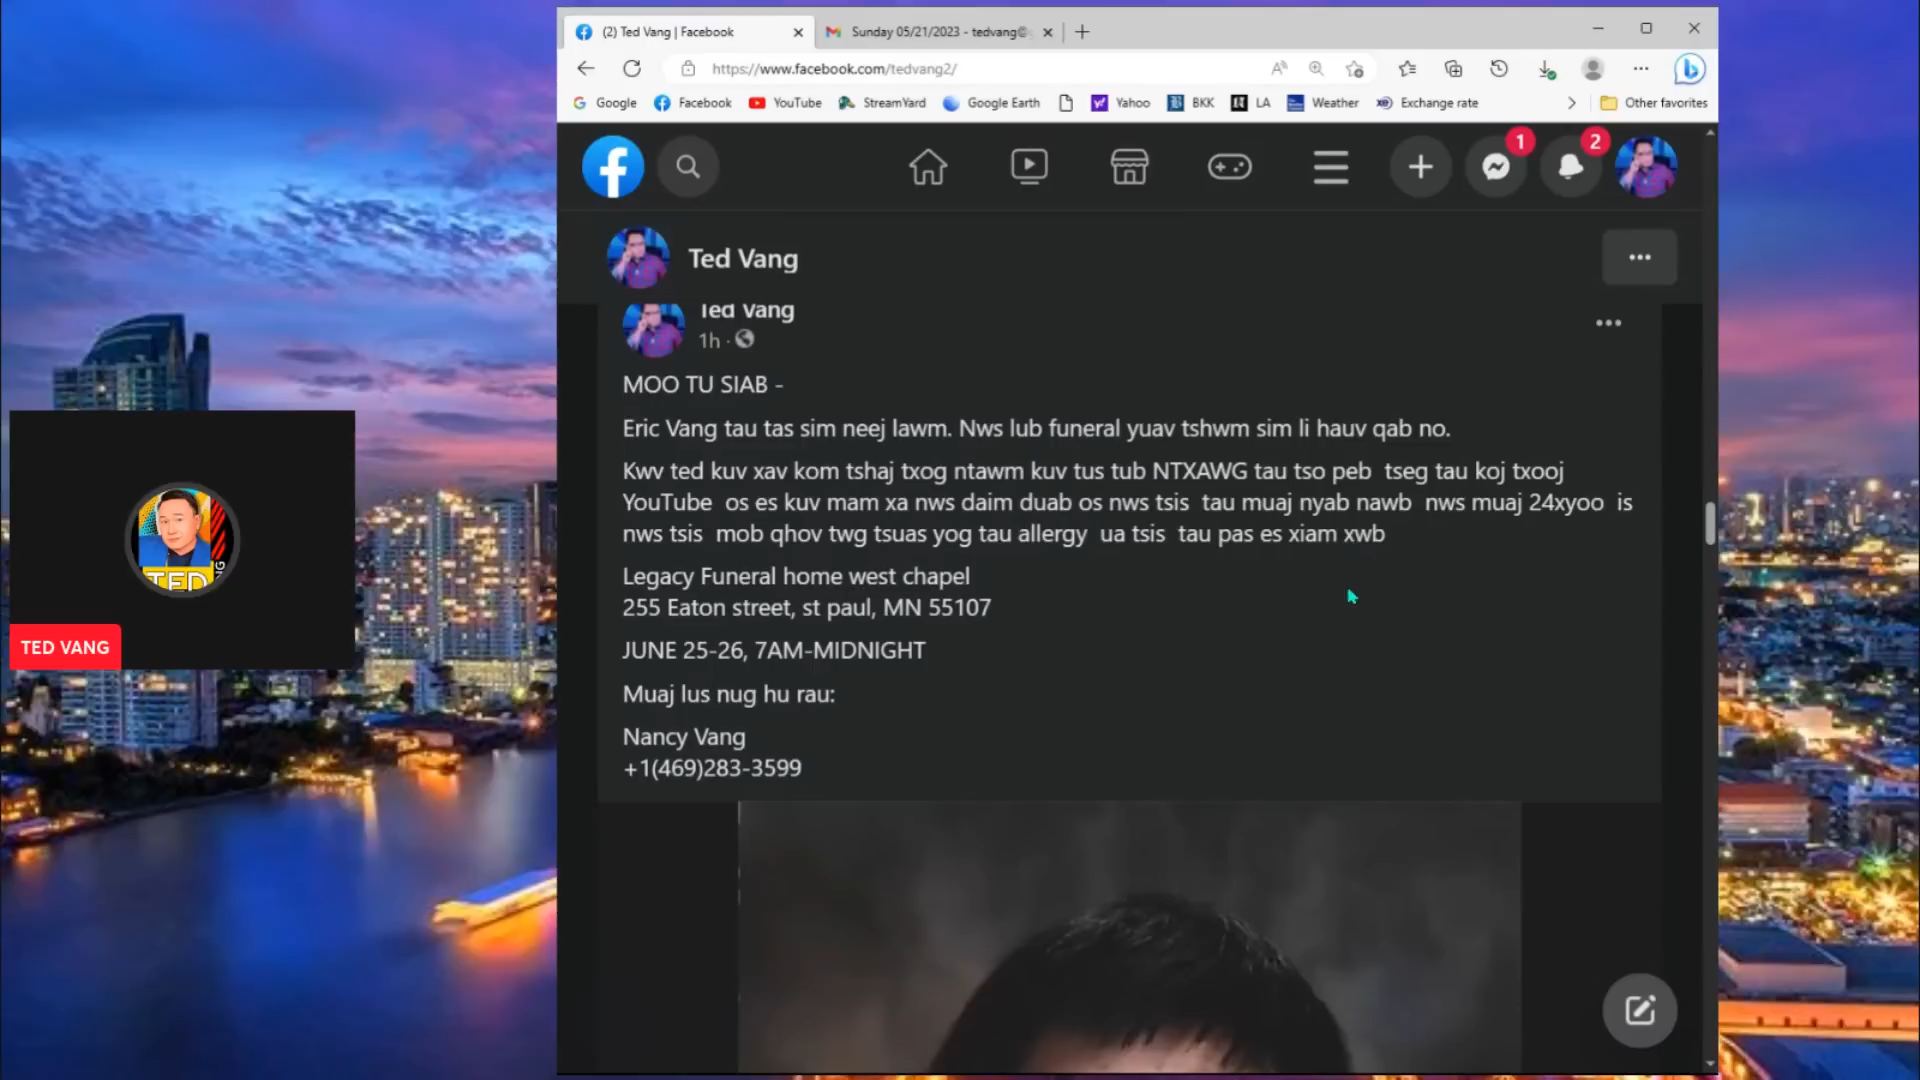 (2) Ted Vang | Facebook
Sunday 05/21/2023 - tedvang@
https://www.facebook.com/tedvang2/
Google
Facebook
YouTube
StreamYard
Google Earth
Yahoo
BKK
LA
Weather
Exchange rate
Other favorites
1
2
Ted Vang
Ted Vang
1h ·
MOO TU SIAB -
Eric Vang tau tas sim neej lawm. Nws lub funeral yuav tshwm sim li hauv qab no.
Kwv ted kuv xav kom tshaj txog ntawm kuv tus tub NTXAWG tau tso peb tseg tau koj txooj
YouTube os es kuv mam xa nws daim duab os nws tsis tau muaj nyab nawb nws muaj 24xyoo is
nws tsis mob qhov twg tsuas yog tau allergy ua tsis tau pas es xiam xwb
Legacy Funeral home west chapel
255 Eaton street, st paul, MN 55107
JUNE 25-26, 7AM-MIDNIGHT
Muaj lus nug hu rau:
Nancy Vang
+1(469)283-3599
TED
TED VANG